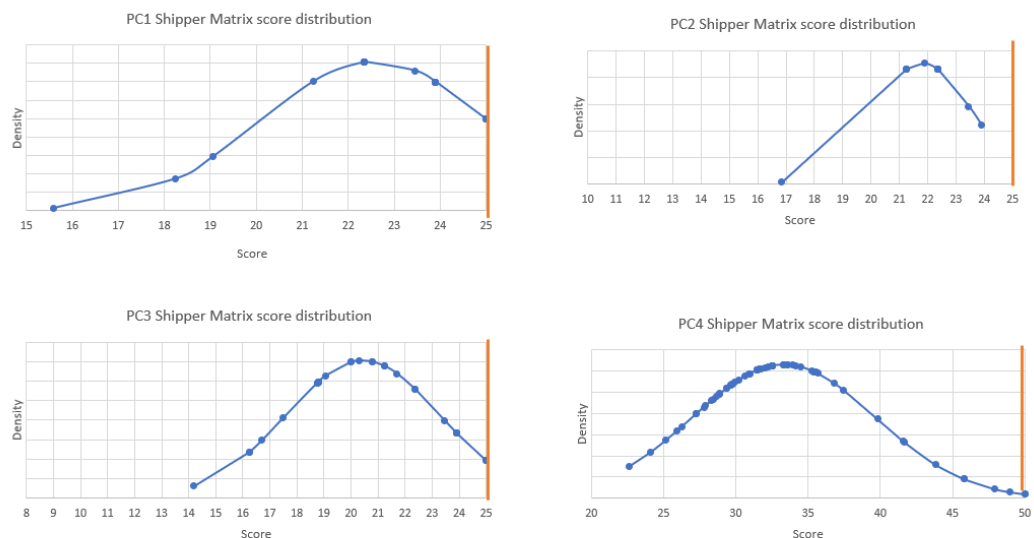 PC1 Shipper Matrix score distribution
Density
15 16 17 18 19 20 21 22 23 24 25
Score
PC2 Shipper Matrix score distribution
Density
10 11 12 13 14 15 16 17 18 19 20 21 22 23 24 25
Score
PC3 Shipper Matrix score distribution
Density
8 9 10 11 12 13 14 15 16 17 18 19 20 21 22 23 24 25
Score
PC4 Shipper Matrix score distribution
Density
20 30 40 50 60 50
Score